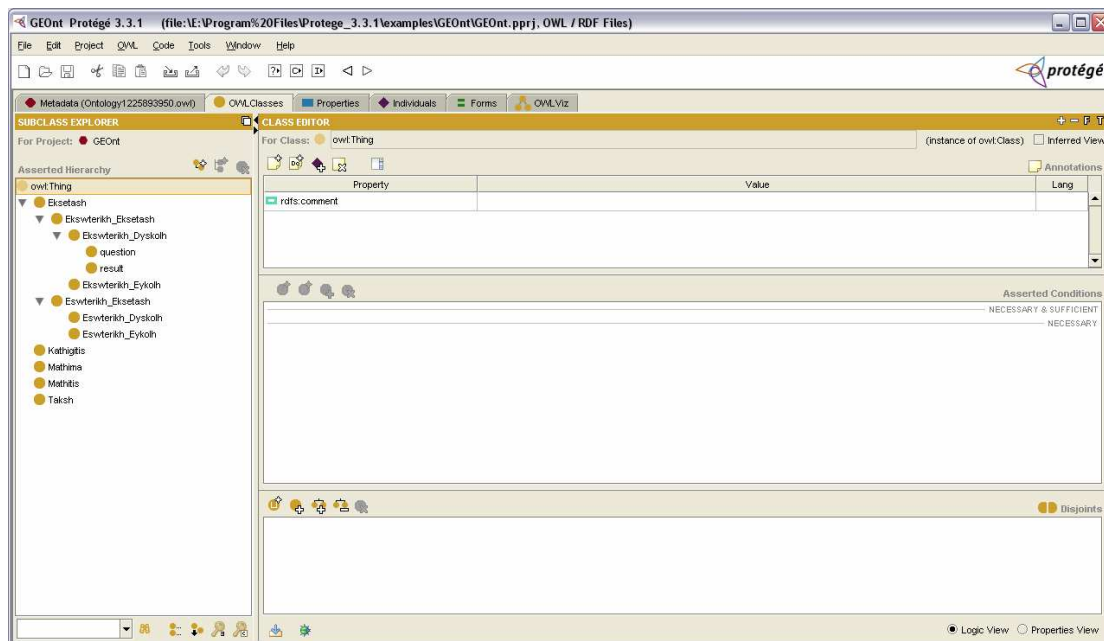 GEOnt Protégé 3.3.1 (file:\E:\Program%20Files\Protege_3.3.1\examples\GEOnt\GEOnt.pprj, OWL / RDF Files)
File Edit Project OWL Code Tools Window Help
protégé
Metadata (Ontology1225893950.owl) OWLClasses Properties Individuals Forms OWLViz
SUBCLASS EXPLORER
For Project: GEOnt
Asserted Hierarchy
owl:Thing
Eksetash
Ekswterikh_Eksetash
Ekswterikh_Dyskolh
question
result
Ekswterikh_Eykolh
Eswterikh_Eksetash
Eswterikh_Dyskolh
Eswterikh_Eykolh
Kathigitis
Mathima
Mathitis
Taksh
CLASS EDITOR
For Class: owl:Thing (instance of owl:Class) Inferred View
Annotations
Property Value Lang
rdfs:comment
Asserted Conditions
NECESSARY & SUFFICIENT
NECESSARY
Disjoints
Logic View Properties View